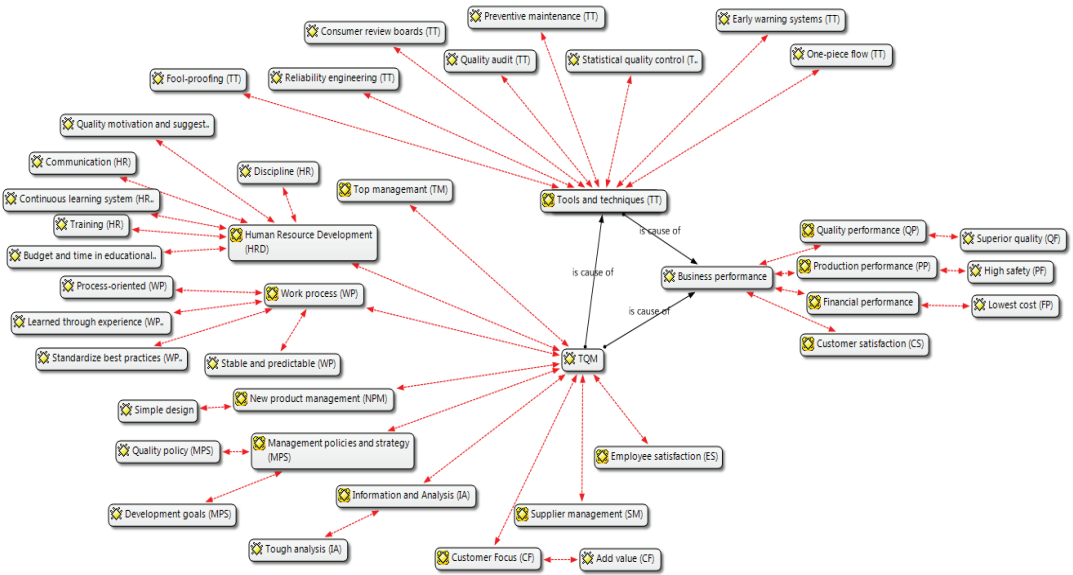 Preventive maintenance (TT)
Early warning systems (TT)
Consumer review boards (TT)
One-piece flow (TT)
Quality audit (TT)
Statistical quality control (T..
Fool-proofing (TT)
Reliability engineering (TT)
Quality motivation and suggest..
Communication (HR)
Discipline (HR)
Top managemant (TM)
Continuous learning system (HR..
Tools and techniques (TT)
Training (HR)
Human Resource Development
(HRD)
is cause of
Quality performance (QP)
Superior quality (QF)
Budget and time in educational..
is cause of
Business performance
Production performance (PP)
High safety (PF)
Process-oriented (WP)
Work process (WP)
is cause of
Financial performance
Lowest cost (FP)
Learned through experience (WP..
Customer satisfaction (CS)
Standardize best practices (WP..
Stable and predictable (WP)
TQM
New product management (NPM)
Simple design
Quality policy (MPS)
Management policies and strategy
(MPS)
Employee satisfaction (ES)
Information and Analysis (IA)
Development goals (MPS)
Supplier management (SM)
Tough analysis (IA)
Customer Focus (CF)
Add value (CF)